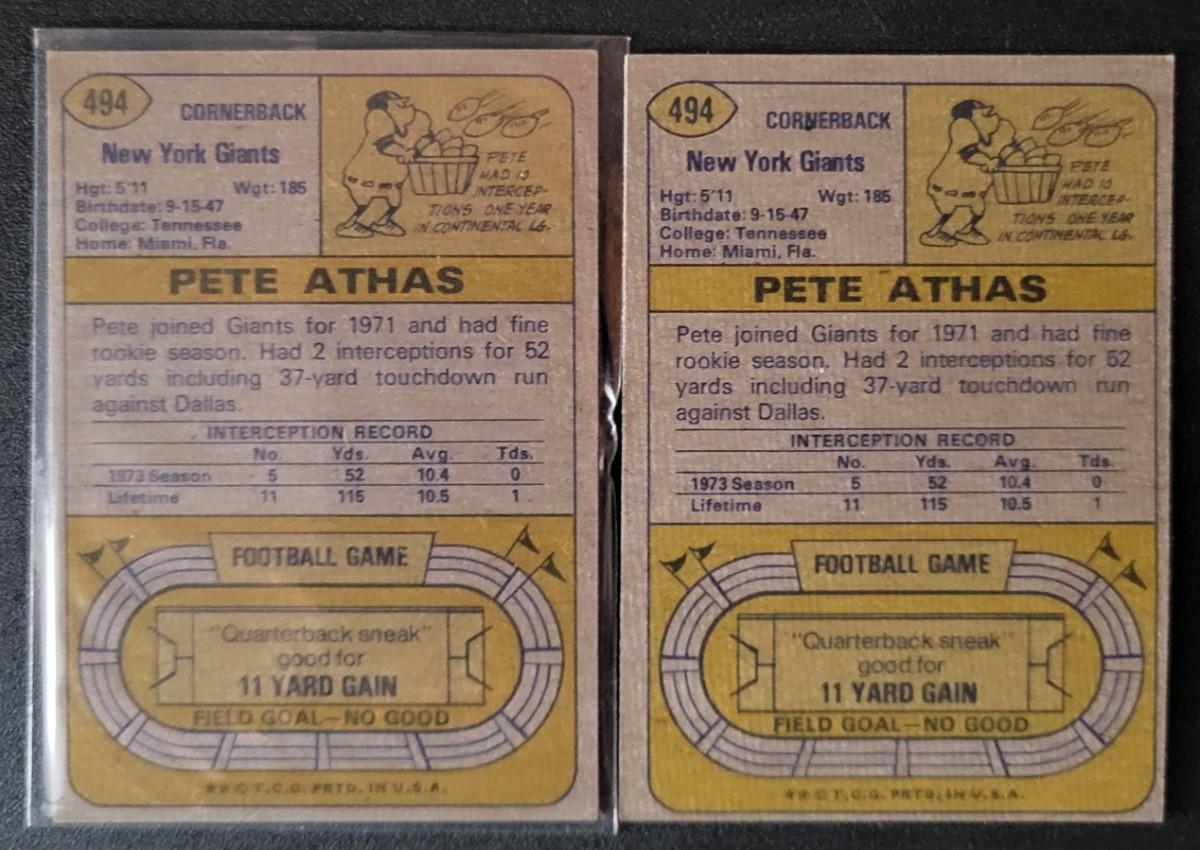 494
CORNERBACK
New York Giants
Hgt: 5'11 Wgt: 185
Birthdate: 9-15-47
College: Tennessee
Home: Miami, Fla.
PETE
HAD 10
INTERCEP-
TIONS ONE YEAR
IN CONTINENTAL LG.
PETE ATHAS
Pete joined Giants for 1971 and had fine
rookie season. Had 2 interceptions for 52
yards including 37-yard touchdown run
against Dallas.
INTERCEPTION RECORD
No. Yds. Avg. Tds.
1973 Season 5 52 10.4 0
Lifetime 11 115 10.5 1
FOOTBALL GAME
"Quarterback sneak"
good for
11 YARD GAIN
FIELD GOAL—NO GOOD
**© T.C.G. PRTD. IN U.S.A.
494
CORNERBACK
New York Giants
Hgt: 5'11 Wgt: 185
Birthdate: 9-15-47
College: Tennessee
Home: Miami, Fla.
PETE
HAD 10
INTERCEP-
TIONS ONE YEAR
IN CONTINENTAL LG.
PETE ATHAS
Pete joined Giants for 1971 and had fine
rookie season. Had 2 interceptions for 52
yards including 37-yard touchdown run
against Dallas.
INTERCEPTION RECORD
No. Yds. Avg. Tds.
1973 Season 5 52 10.4 0
Lifetime 11 115 10.5 1
FOOTBALL GAME
"Quarterback sneak"
good for
11 YARD GAIN
FIELD GOAL—NO GOOD
**© T.C.G. PRTD. IN U.S.A.